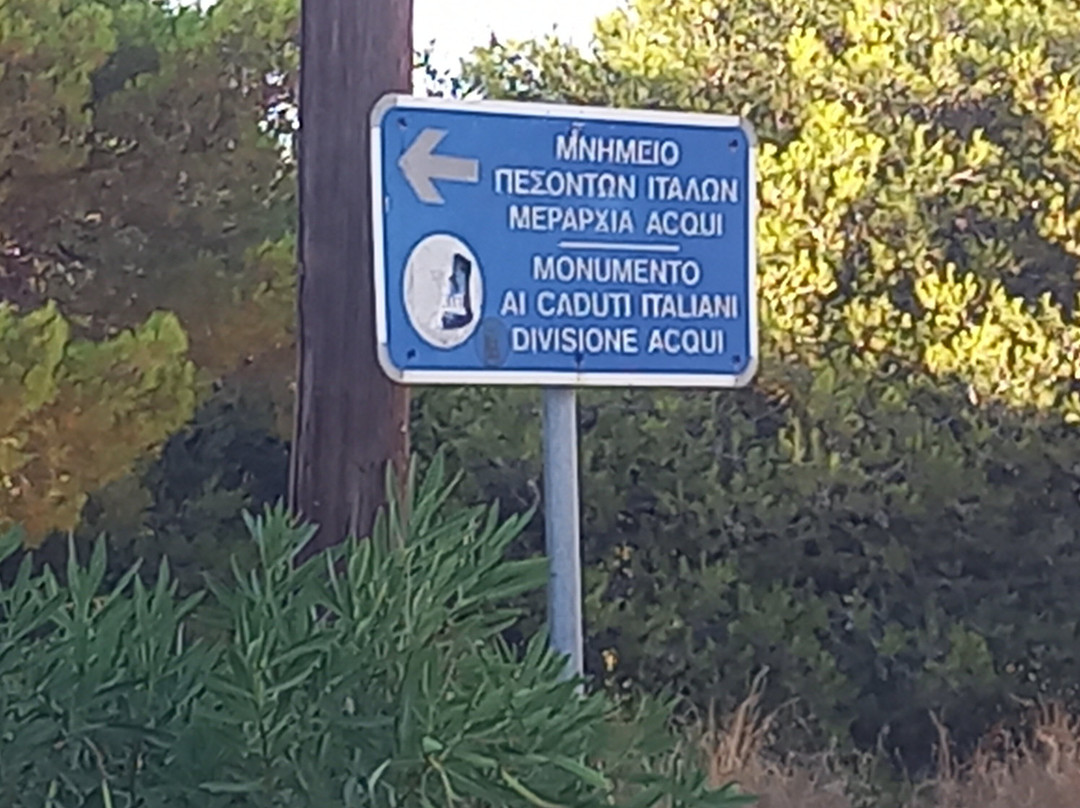 ΜΝΗΜΕΙΟ
ΠΕΣΟΝΤΩΝ ΙΤΑΛΩΝ
ΜΕΡΑΡΧΙΑ ACQUI
MONUMENTO
AI CADUTI ITALIANI
DIVISIONE ACQUI